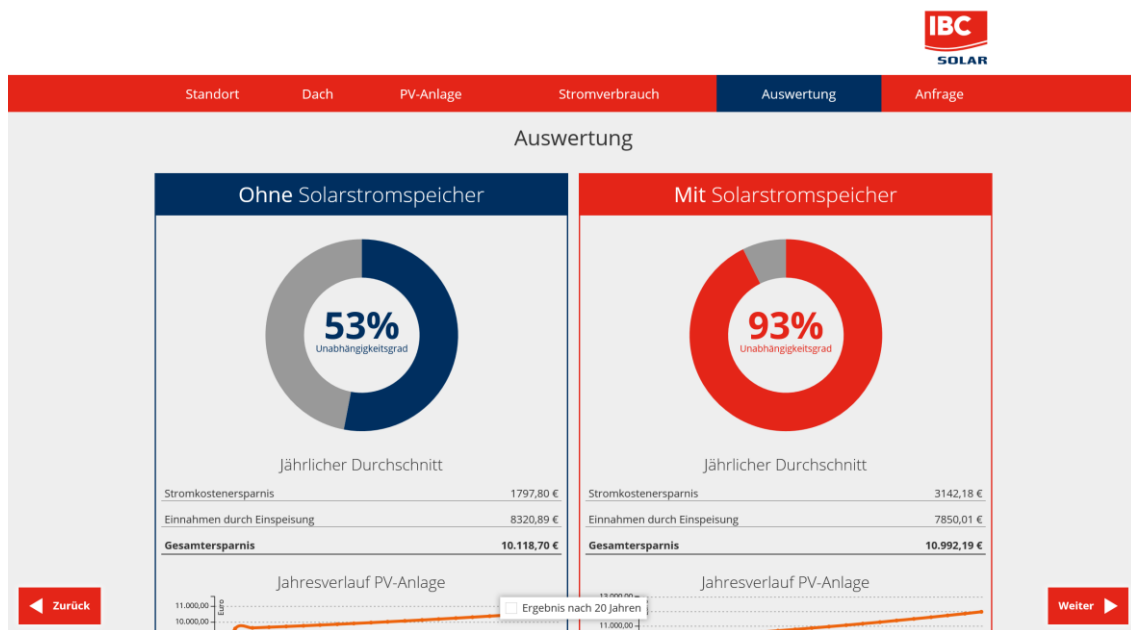 IBC
SOLAR
Standort Dach PV-Anlage Stromverbrauch Auswertung Anfrage
Auswertung
Ohne Solarstromspeicher
53%
Unabhängigkeitsgrad
Jährlicher Durchschnitt
Stromkostenersparnis 1797,80 €
Einnahmen durch Einspeisung 8320,89 €
Gesamtersparnis 10.118,70 €
Jahresverlauf PV-Anlage
11.000,00
Euro
10.000,00
Mit Solarstromspeicher
93%
Unabhängigkeitsgrad
Jährlicher Durchschnitt
Stromkostenersparnis 3142,18 €
Einnahmen durch Einspeisung 7850,01 €
Gesamtersparnis 10.992,19 €
Jahresverlauf PV-Anlage
11.000,00
Zurück
Ergebnis nach 20 Jahren
Weiter